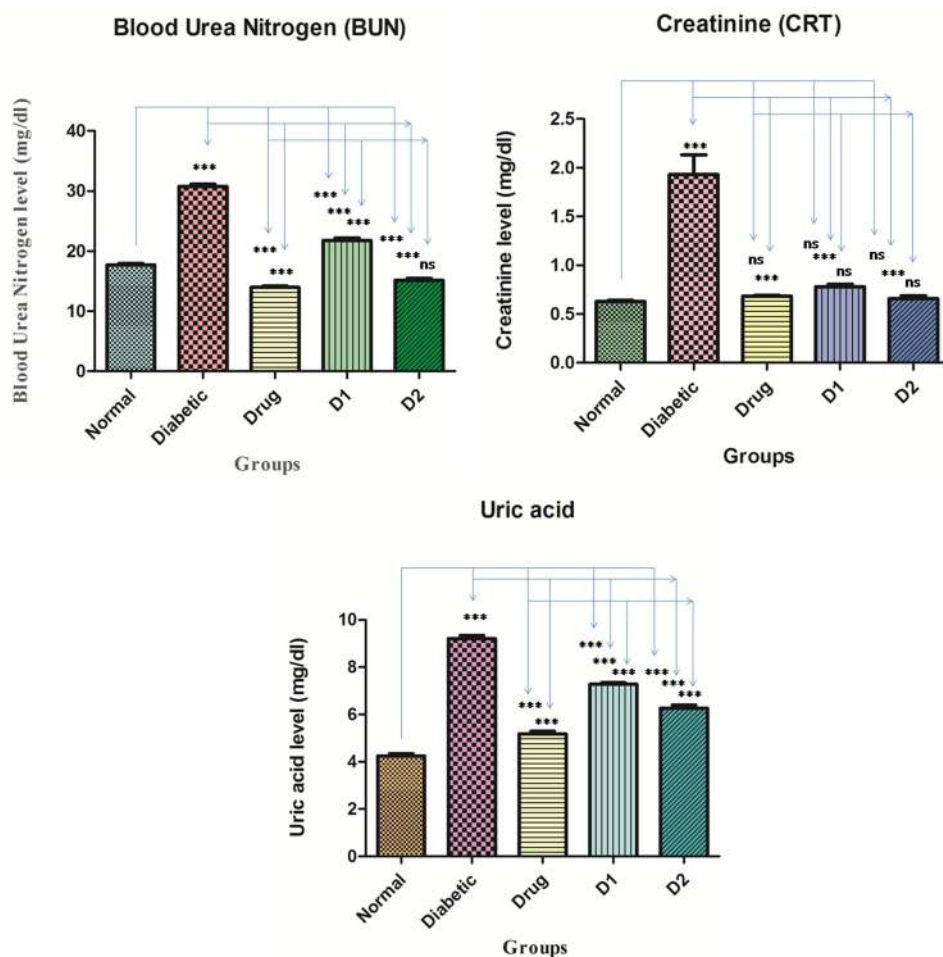 Blood Urea Nitrogen (BUN)
Blood Urea Nitrogen level (mg/dl)
40
30
20
10
0
***
***
***
***
***
***
***
***
ns
Normal
Diabetic
Drug
D1
D2
Groups
Creatinine (CRT)
Creatinine level (mg/dl)
2.5
2.0
1.5
1.0
0.5
0.0
***
ns
***
ns
***
ns
ns
***
ns
Normal
Diabetic
Drug
D1
D2
Groups
Uric acid
Uric acid level (mg/dl)
10
8
6
4
2
0
***
***
***
***
***
***
***
***
***
Normal
Diabetic
Drug
D1
D2
Groups